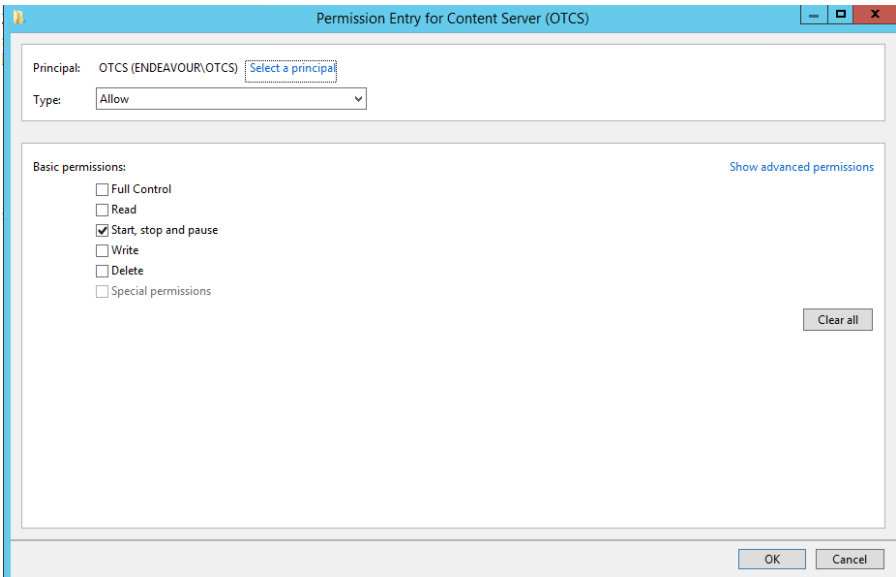 Permission Entry for Content Server (OTCS)
Principal: OTCS (ENDEAVOUR\OTCS) Select a principal
Type: Allow
Basic permissions: Show advanced permissions
Full Control
Read
Start, stop and pause
Write
Delete
Special permissions
Clear all
OK Cancel